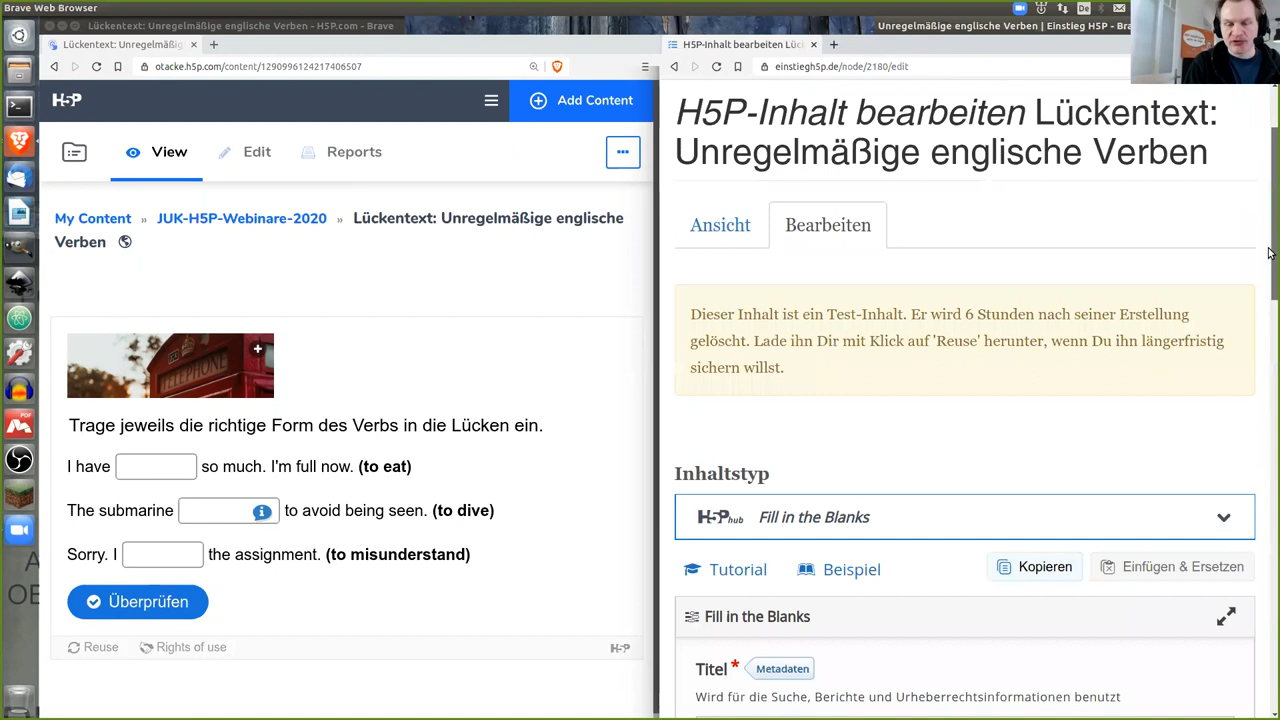 Brave Web Browser
De
Lückentext: Unregelmäßige englische Verben - H5P.com - Brave
Unregelmäßige englische Verben | Einstieg H5P - Bra
Lückentext: Unregelmäßig
H5P-Inhalt bearbeiten Lüc
otacke.h5p.com/content/1290996124217406507
einstiegh5p.de/node/2180/edit
H5P
Add Content
View
Edit
Reports
My Content » JUK-H5P-Webinare-2020 » Lückentext: Unregelmäßige englische
Verben
TELEPHONE
Trage jeweils die richtige Form des Verbs in die Lücken ein.
I have so much. I'm full now. (to eat)
The submarine to avoid being seen. (to dive)
Sorry. I the assignment. (to misunderstand)
Überprüfen
Reuse
Rights of use
H5P
H5P-Inhalt bearbeiten Lückentext:
Unregelmäßige englische Verben
Ansicht
Bearbeiten
Dieser Inhalt ist ein Test-Inhalt. Er wird 6 Stunden nach seiner Erstellung
gelöscht. Lade ihn Dir mit Klick auf 'Reuse' herunter, wenn Du ihn längerfristig
sichern willst.
Inhaltstyp
H5P hub Fill in the Blanks
Tutorial
Beispiel
Kopieren
Einfügen & Ersetzen
Fill in the Blanks
Titel * Metadaten
Wird für die Suche, Berichte und Urheberrechtsinformationen benutzt